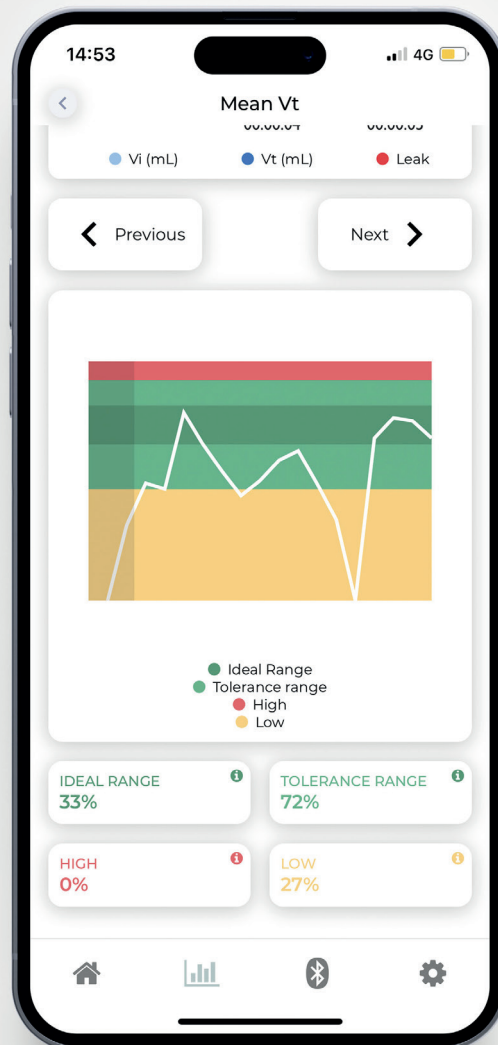 14:53
4G
Mean Vt
Vi (mL)
Vt (mL)
Leak
Previous
Next
Ideal Range
Tolerance range
High
Low
IDEAL RANGE
33%
TOLERANCE RANGE
72%
HIGH
0%
LOW
27%